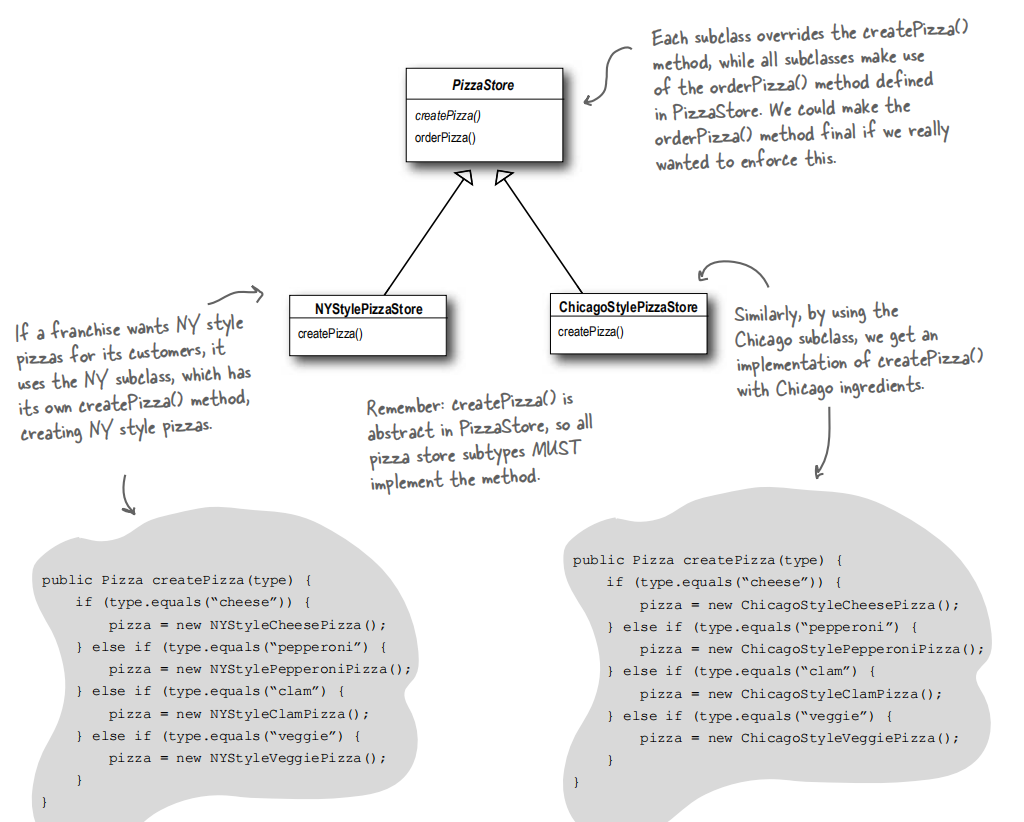 Each subclass overrides the createPizza()
method, while all subclasses make use
of the orderPizza() method defined
in PizzaStore. We could make the
orderPizza() method final if we really
wanted to enforce this.
PizzaStore
createPizza()
orderPizza()
NYStylePizzaStore
createPizza()
ChicagoStylePizzaStore
createPizza()
If a franchise wants NY style
pizzas for its customers, it
uses the NY subclass, which has
its own createPizza() method,
creating NY style pizzas.
Similarly, by using the
Chicago subclass, we get an
implementation of createPizza()
with Chicago ingredients.
Remember: createPizza() is
abstract in PizzaStore, so all
pizza store subtypes MUST
implement the method.
public Pizza createPizza(type) {
if (type.equals(“cheese”)) {
pizza = new NYStyleCheesePizza();
} else if (type.equals(“pepperoni”) {
pizza = new NYStylePepperoniPizza();
} else if (type.equals(“clam”) {
pizza = new NYStyleClamPizza();
} else if (type.equals(“veggie”) {
pizza = new NYStyleVeggiePizza();
}
}
public Pizza createPizza(type) {
if (type.equals(“cheese”)) {
pizza = new ChicagoStyleCheesePizza();
} else if (type.equals(“pepperoni”) {
pizza = new ChicagoStylePepperoniPizza();
} else if (type.equals(“clam”) {
pizza = new ChicagoStyleClamPizza();
} else if (type.equals(“veggie”) {
pizza = new ChicagoStyleVeggiePizza();
}
}